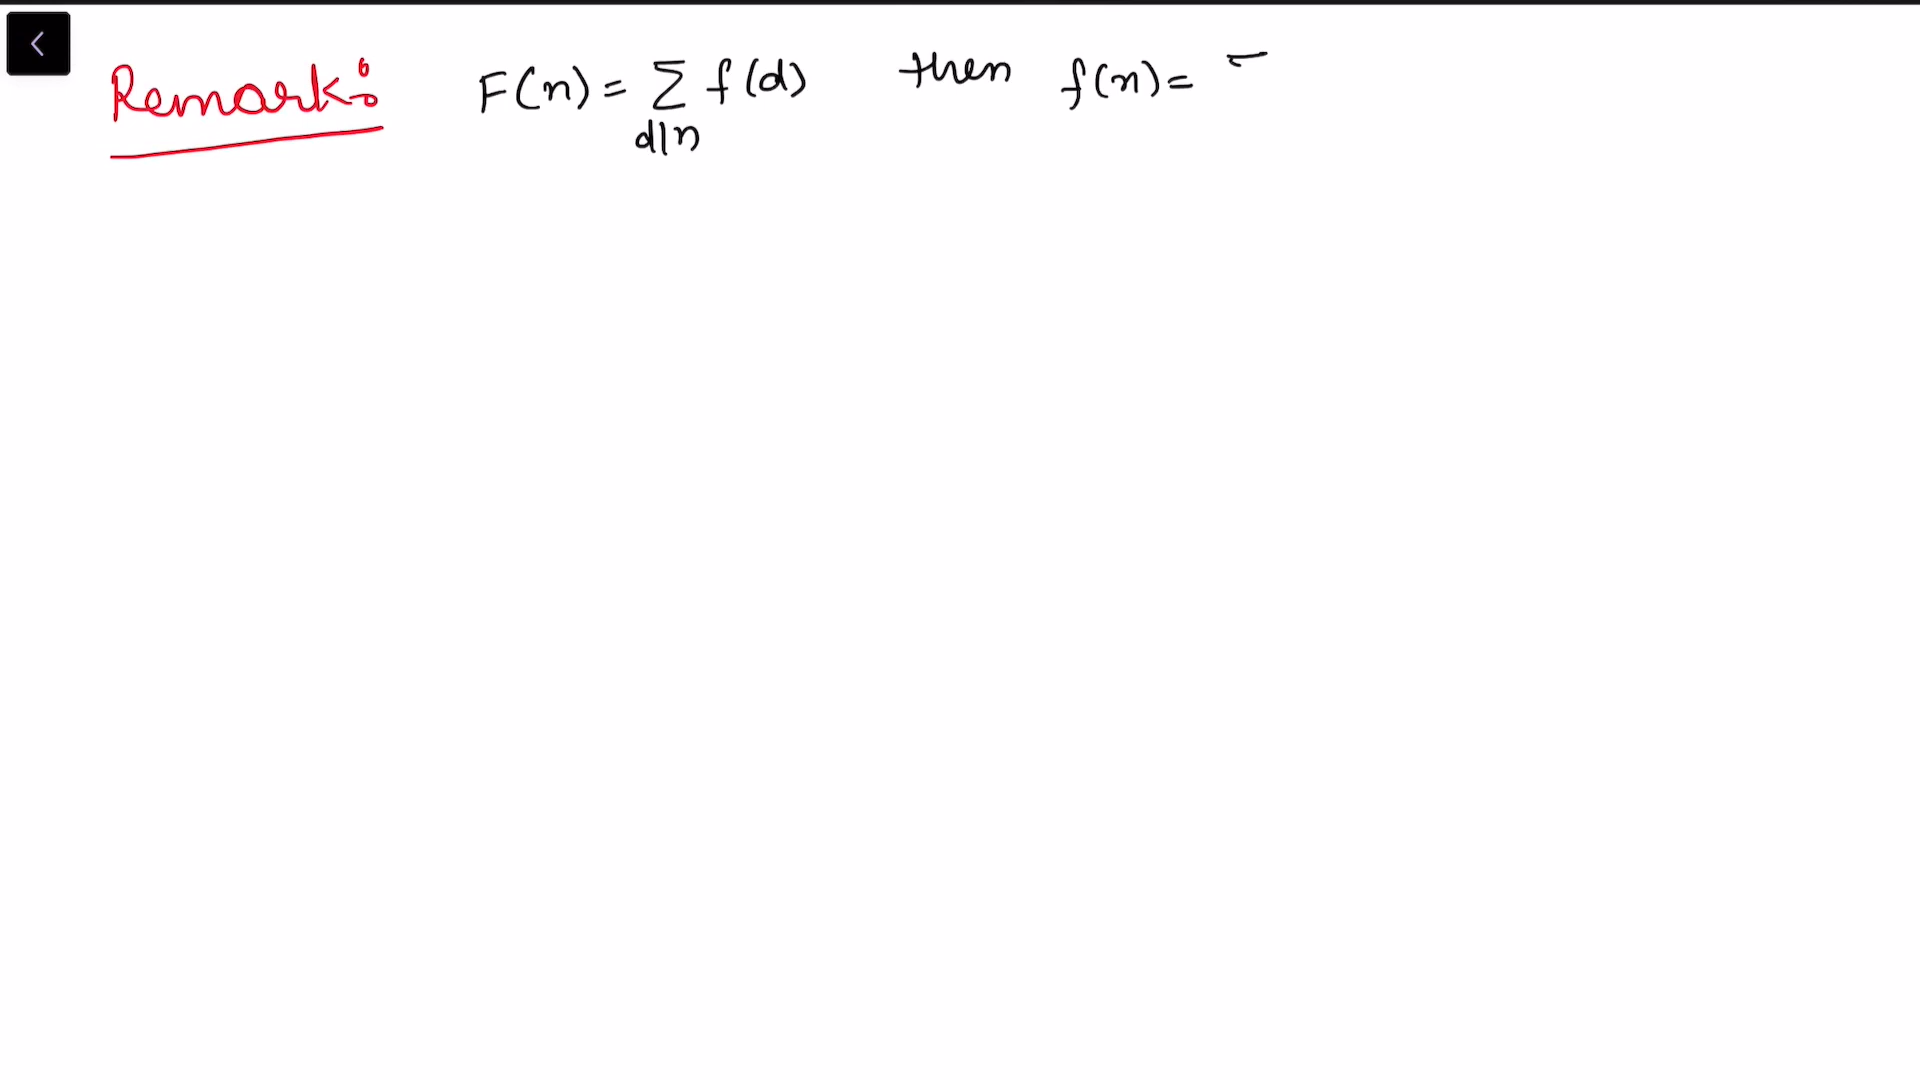 Remark: F(n) = Σ f(d) then f(n) =
d|n